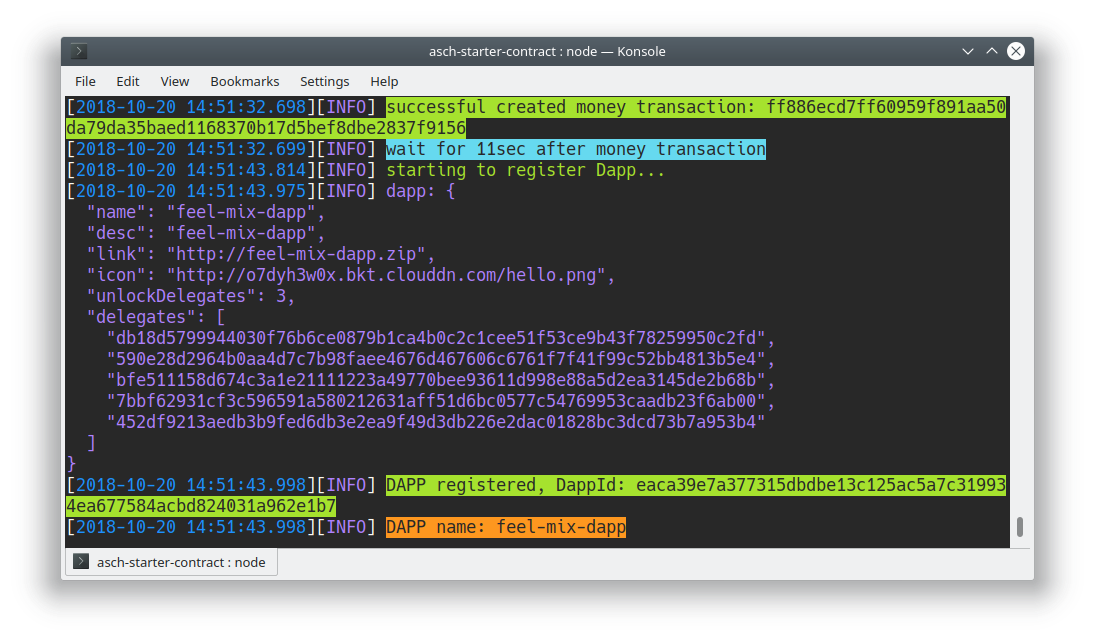 asch-starter-contract : node — Konsole
File Edit View Bookmarks Settings Help
[2018-10-20 14:51:32.698][INFO] successful created money transaction: ff886ecd7ff60959f891aa50
da79da35baed1168370b17d5bef8dbe2837f9156
[2018-10-20 14:51:32.699][INFO] wait for 11sec after money transaction
[2018-10-20 14:51:43.814][INFO] starting to register Dapp...
[2018-10-20 14:51:43.975][INFO] dapp: {
  "name": "feel-mix-dapp",
  "desc": "feel-mix-dapp",
  "link": "http://feel-mix-dapp.zip",
  "icon": "http://o7dyh3w0x.bkt.clouddn.com/hello.png",
  "unlockDelegates": 3,
  "delegates": [
    "db18d5799944030f76b6ce0879b1ca4b0c2c1cee51f53ce9b43f78259950c2fd",
    "590e28d2964b0aa4d7c7b98faee4676d467606c6761f7f41f99c52bb4813b5e4",
    "bfe511158d674c3a1e21111223a49770bee93611d998e88a5d2ea3145de2b68b",
    "7bbf62931cf3c596591a580212631aff51d6bc0577c54769953caadb23f6ab00",
    "452df9213aedb3b9fed6db3e2ea9f49d3db226e2dac01828bc3dcd73b7a953b4"
  ]
}
[2018-10-20 14:51:43.998][INFO] DAPP registered, DappId: eaca39e7a377315dbdbe13c125ac5a7c31993
4ea677584acbd824031a962e1b7
[2018-10-20 14:51:43.998][INFO] DAPP name: feel-mix-dapp
asch-starter-contract : node